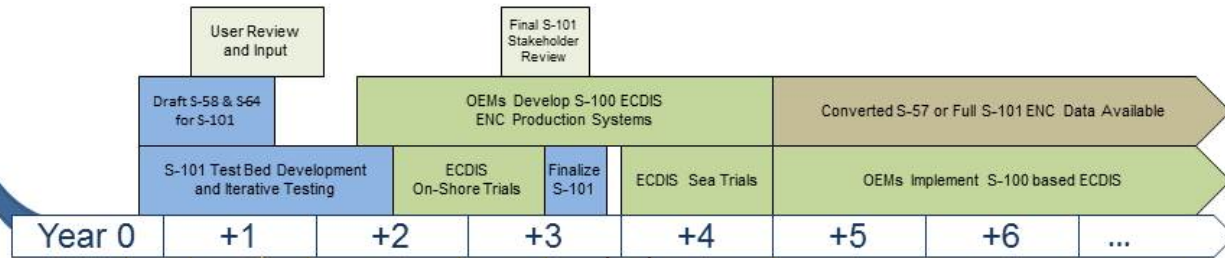 User Review
and Input
Final S-101
Stakeholder
Review
Draft S-58 & S-64
for S-101
OEMs Develop S-100 ECDIS
ENC Production Systems
Converted S-57 or Full S-101 ENC Data Available
S-101 Test Bed Development
and Iterative Testing
ECDIS
On-Shore Trials
Finalize
S-101
ECDIS Sea Trials
OEMs Implement S-100 based ECDIS
Year 0 +1 +2 +3 +4 +5 +6 ...